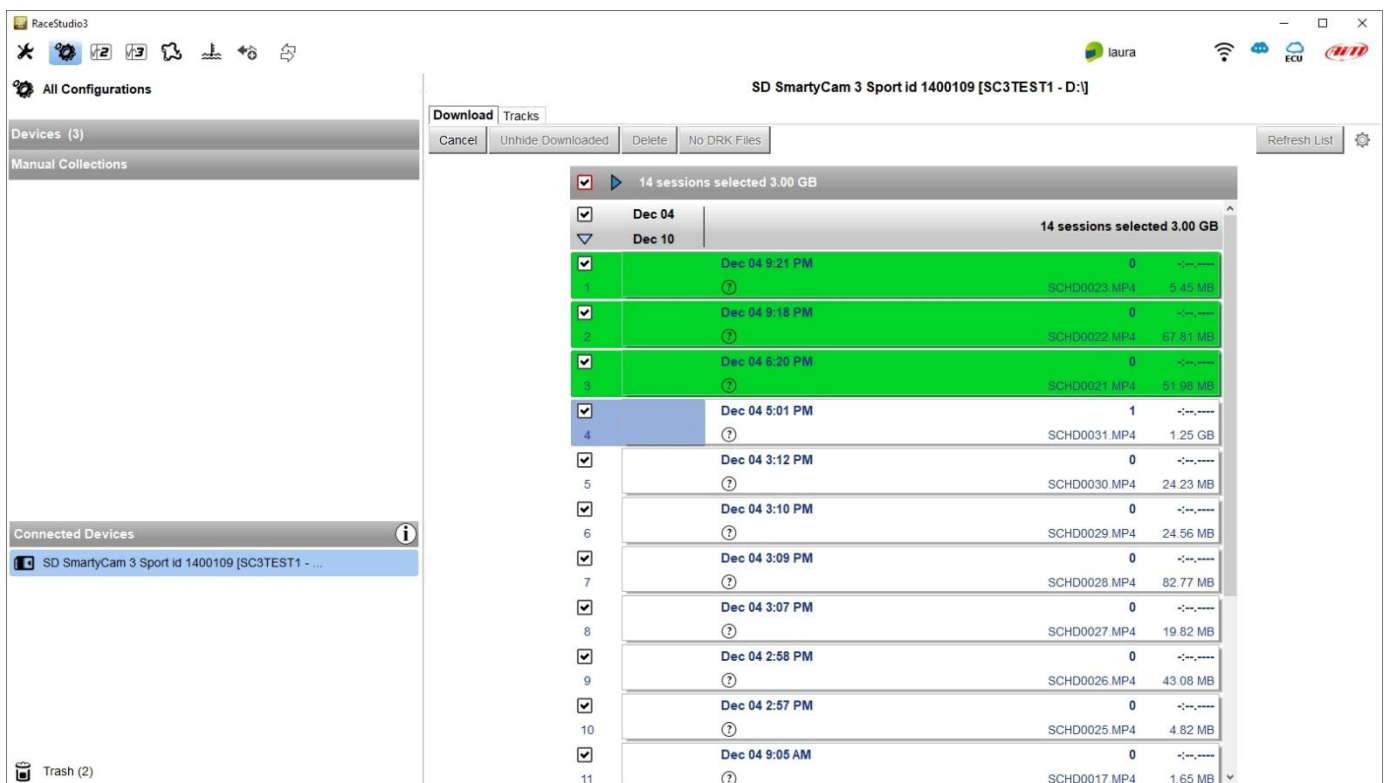 RaceStudio3
laura
ECU
AiM
All Configurations
SD SmartyCam 3 Sport id 1400109 [SC3TEST1 - D:\]
Download Tracks
Devices (3)
Cancel Unhide Downloaded Delete No DRK Files Refresh List
Manual Collections
14 sessions selected 3.00 GB
Dec 04
14 sessions selected 3.00 GB
Dec 10
Dec 04 9:21 PM 0 -:--.----
1 ? SCHD0023.MP4 5.45 MB
Dec 04 9:18 PM 0 -:--.----
2 ? SCHD0022.MP4 67.81 MB
Dec 04 6:20 PM 0 -:--.----
3 ? SCHD0021.MP4 51.98 MB
Dec 04 5:01 PM 1 -:--.----
4 ? SCHD0031.MP4 1.25 GB
Dec 04 3:12 PM 0 -:--.----
5 ? SCHD0030.MP4 24.23 MB
Dec 04 3:10 PM 0 -:--.----
6 ? SCHD0029.MP4 24.56 MB
Dec 04 3:09 PM 0 -:--.----
7 ? SCHD0028.MP4 82.77 MB
Dec 04 3:07 PM 0 -:--.----
8 ? SCHD0027.MP4 19.82 MB
Dec 04 2:58 PM 0 -:--.----
9 ? SCHD0026.MP4 43.08 MB
Dec 04 2:57 PM 0 -:--.----
10 ? SCHD0025.MP4 4.82 MB
Dec 04 9:05 AM 0 -:--.----
11 ? SCHD0017.MP4 1.65 MB
Connected Devices
SD SmartyCam 3 Sport id 1400109 [SC3TEST1 - ...
Trash (2)